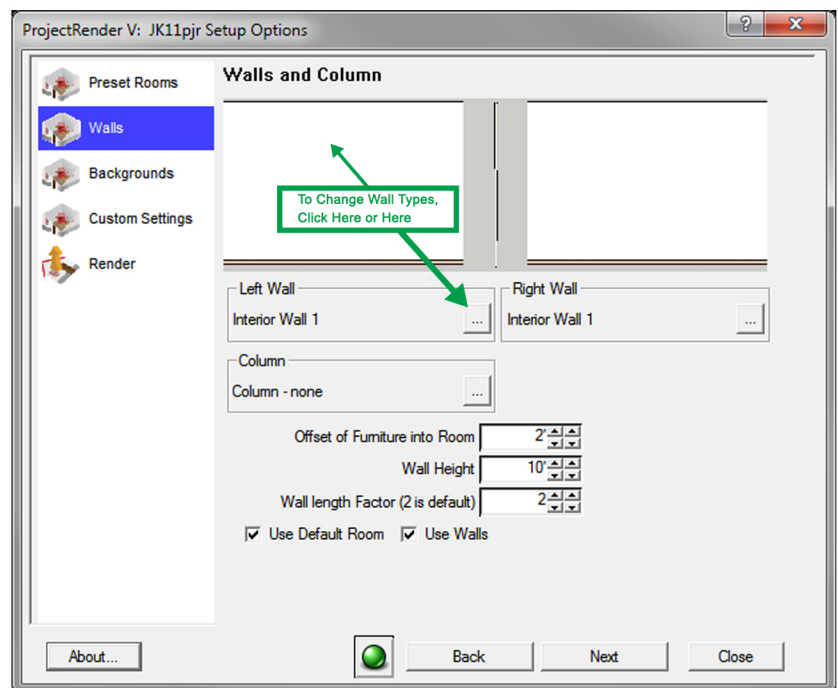 ProjectRender V: JK11pjr Setup Options
?
X
Preset Rooms
Walls
Backgrounds
Custom Settings
Render
Walls and Column
To Change Wall Types,
Click Here or Here
Left Wall
Interior Wall 1
...
Right Wall
Interior Wall 1
...
Column
Column - none
...
Offset of Furniture into Room 2'
Wall Height 10'
Wall length Factor (2 is default) 2
Use Default Room Use Walls
About... Back Next Close